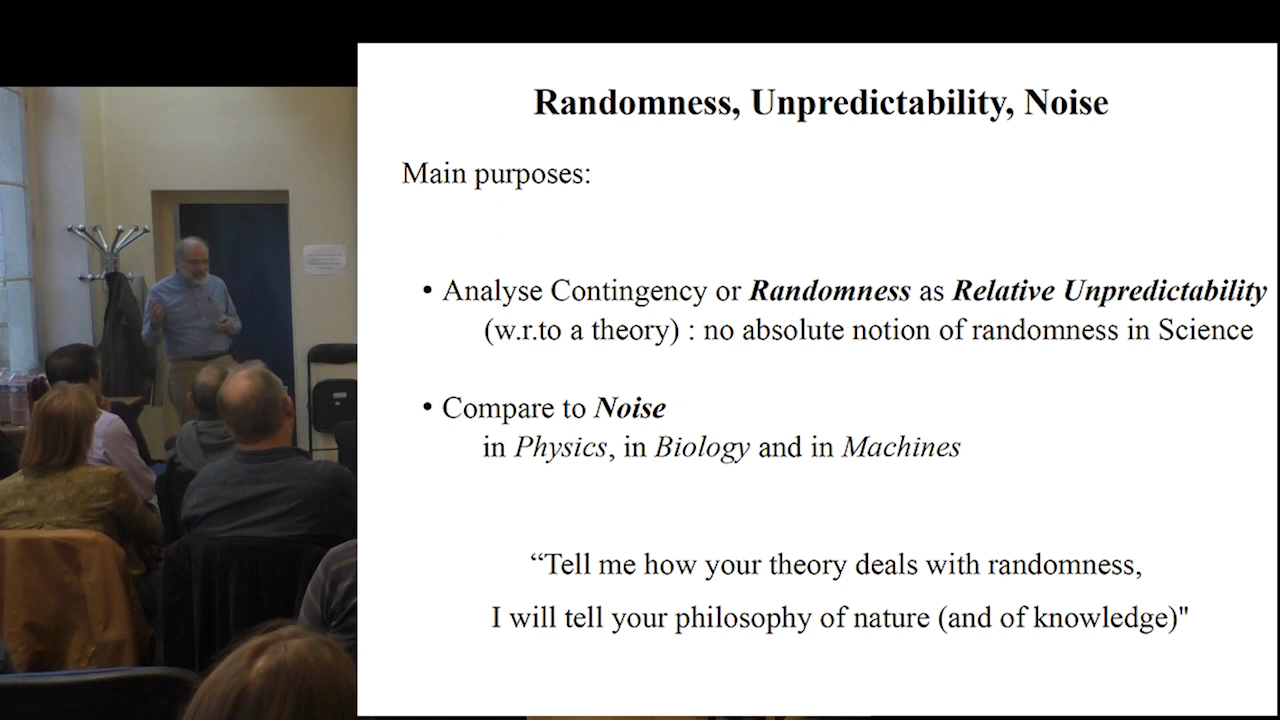 Randomness, Unpredictability, Noise
Main purposes:
• Analyse Contingency or Randomness as Relative Unpredictability
(w.r.to a theory) : no absolute notion of randomness in Science
• Compare to Noise
in Physics, in Biology and in Machines
“Tell me how your theory deals with randomness,
I will tell your philosophy of nature (and of knowledge)"